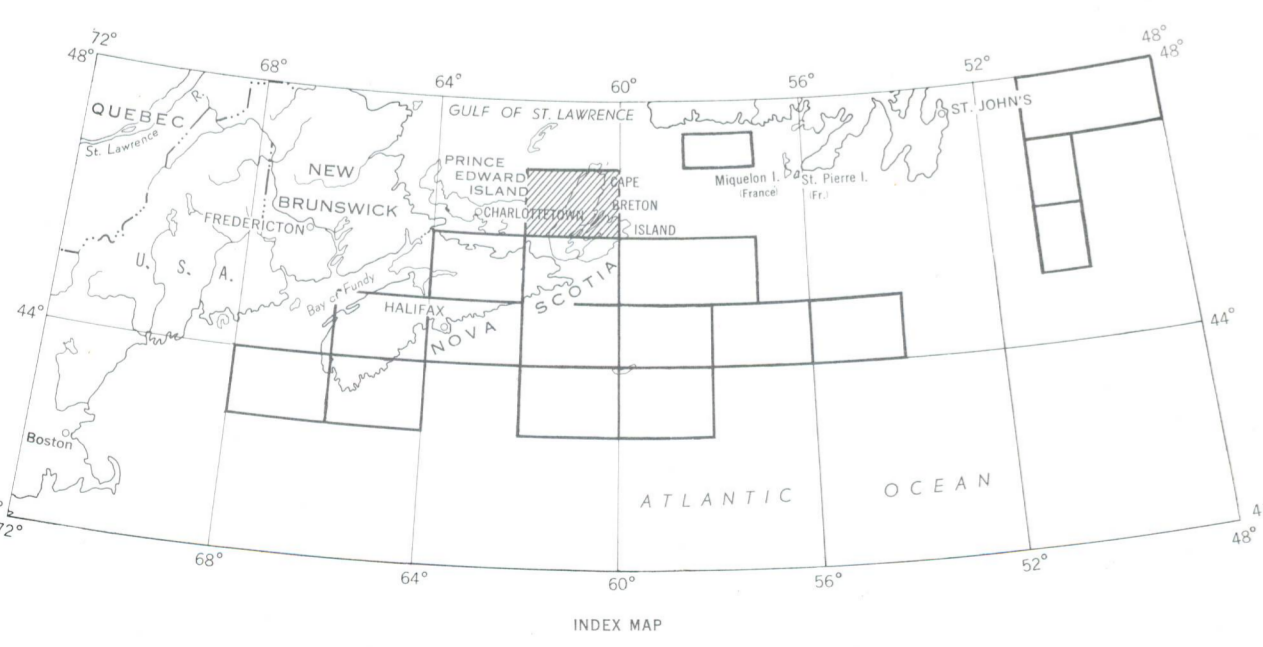 72°
48°
68°
64°
60°
56°
52°
48°
48°
QUEBEC
R.
St. Lawrence
GULF OF ST. LAWRENCE
ST. JOHN'S
NEW
BRUNSWICK
PRINCE
EDWARD
ISLAND
CHARLOTTETOWN
CAPE
BRETON
ISLAND
Miquelon I.
(France)
St. Pierre I.
(Fr.)
FREDERICTON
U. S. A.
Bay of Fundy
HALIFAX
NOVA SCOTIA
44°
44°
Boston
ATLANTIC OCEAN
72°
68°
64°
60°
56°
52°
4
48°
INDEX MAP